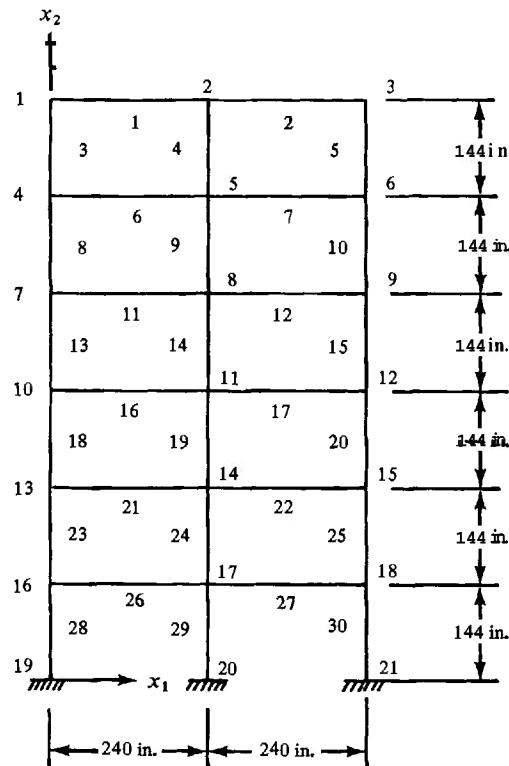 x₂
1 2 3
1 2
3 4 5 144 in
4 5 6
6 7
8 9 10 144 in.
7 8 9
11 12
13 14 15 144 in.
10 11 12
16 17
18 19 20 144 in.
13 14 15
21 22
23 24 25 144 in.
16 17 18
26 27
28 29 30 144 in.
19 x₁ 20 21
240 in. 240 in.